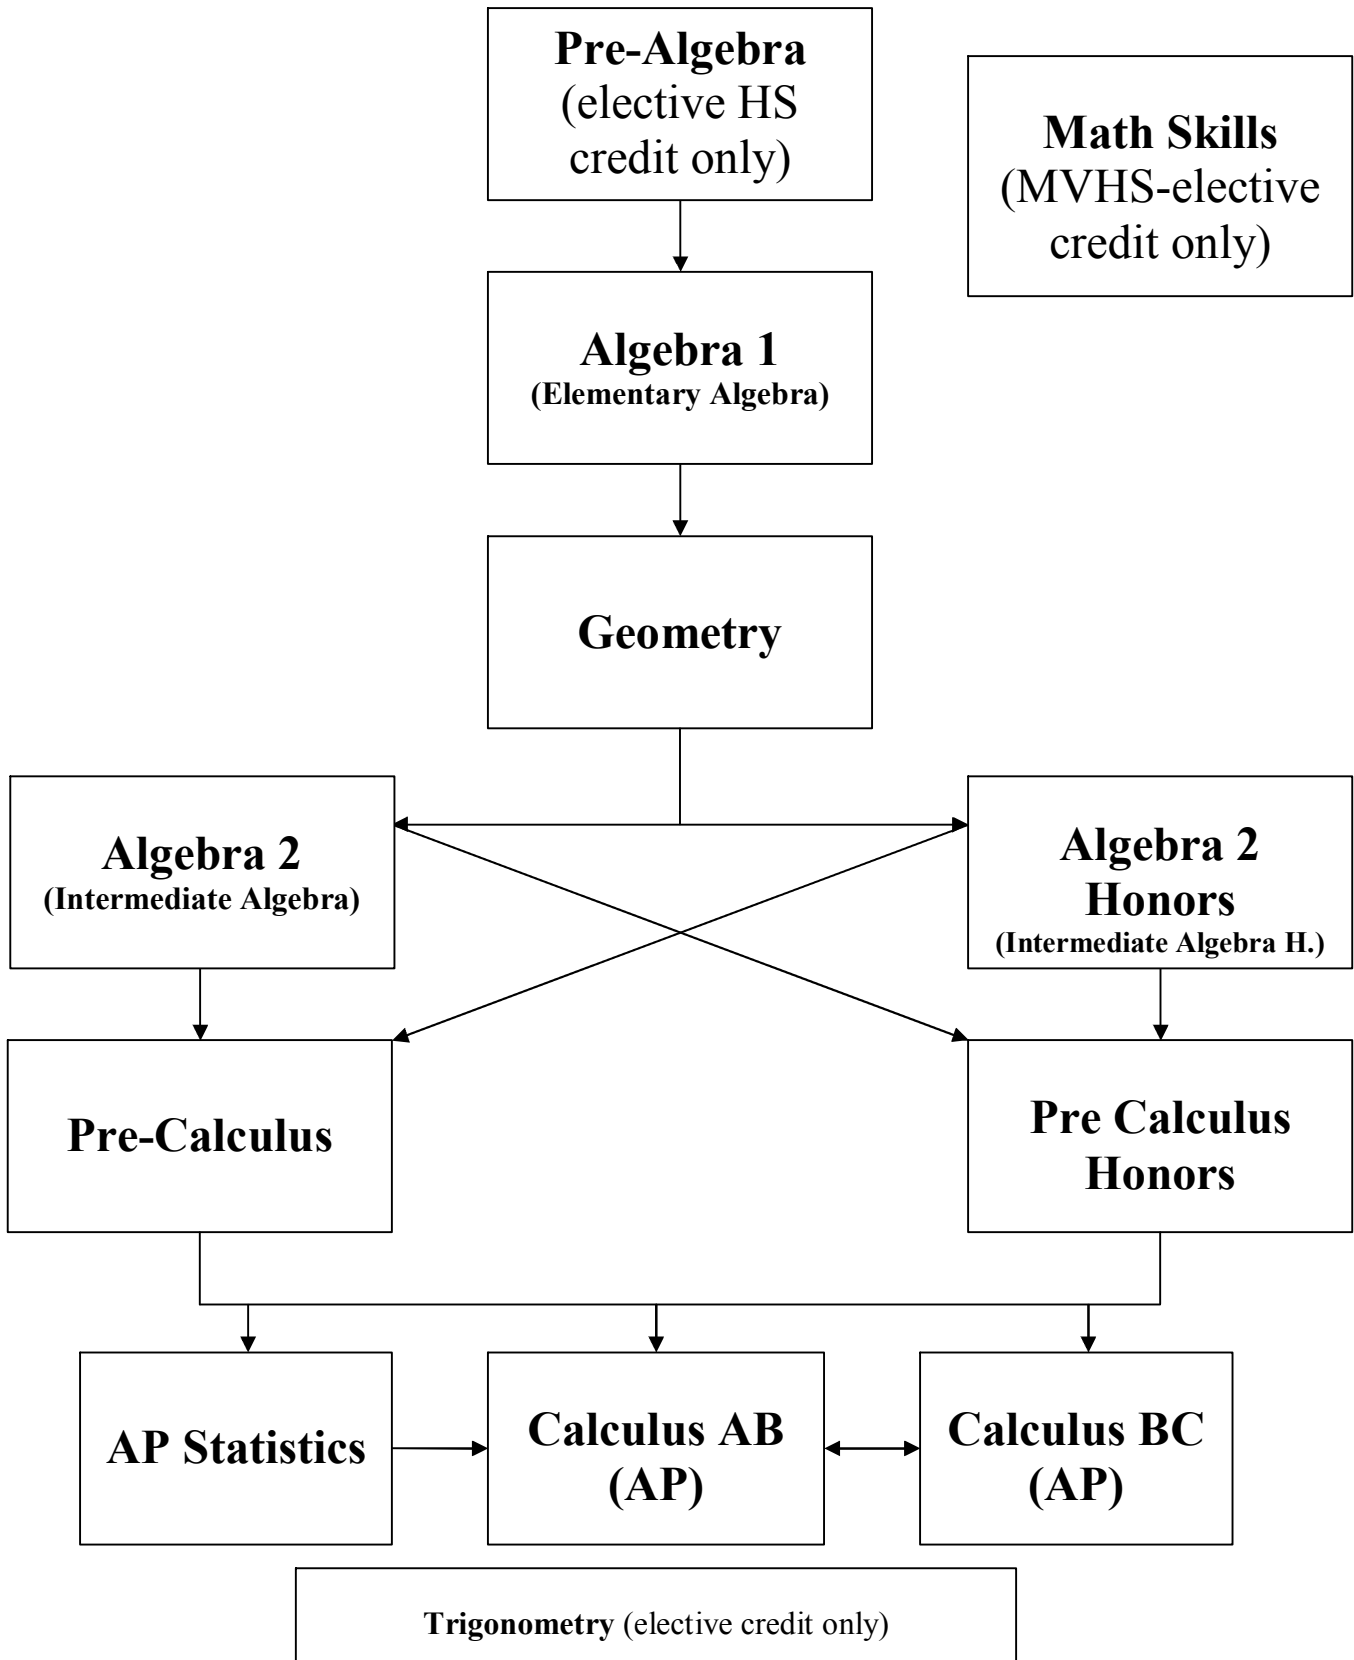 Pre-Algebra
(elective HS
credit only)
Math Skills
(MVHS-elective
credit only)
Algebra 1
(Elementary Algebra)
Geometry
Algebra 2
(Intermediate Algebra)
Algebra 2
Honors
(Intermediate Algebra H.)
Pre-Calculus
Pre Calculus
Honors
AP Statistics
Calculus AB
(AP)
Calculus BC
(AP)
Trigonometry (elective credit only)